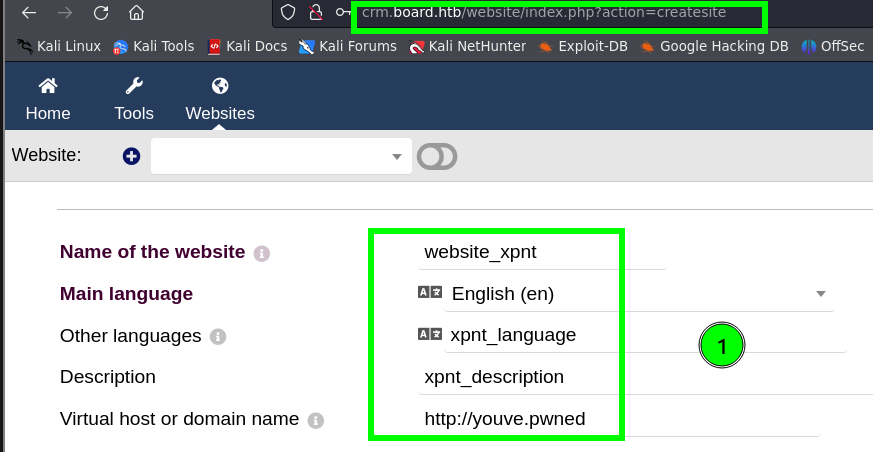 crm.board.htb/website/index.php?action=createsite
Kali Linux Kali Tools Kali Docs Kali Forums Kali NetHunter Exploit-DB Google Hacking DB OffSec
Home Tools Websites
Website:
Name of the website website_xpnt
Main language English (en)
Other languages xpnt_language
1
Description xpnt_description
Virtual host or domain name http://youve.pwned